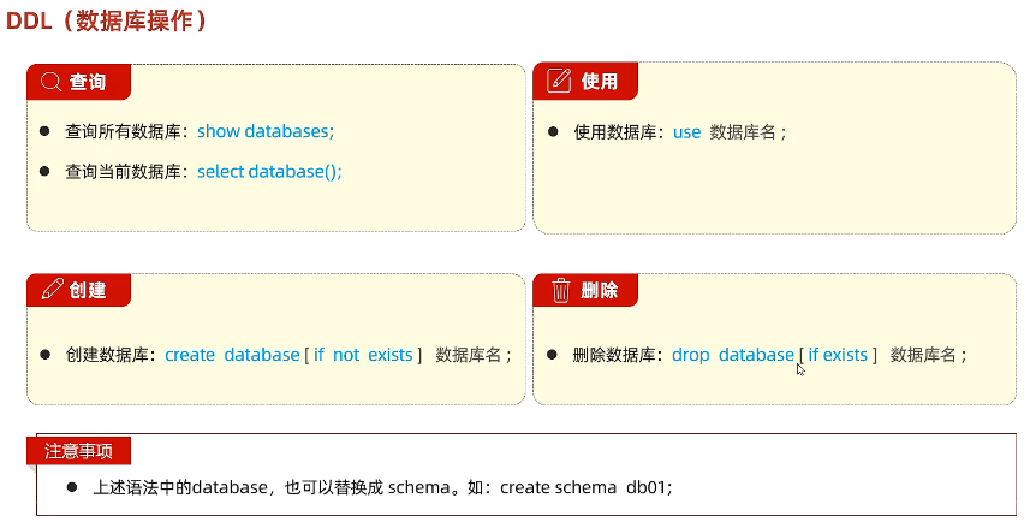 DDL（数据库操作）
查询
查询所有数据库：show databases;
查询当前数据库：select database();
使用
使用数据库：use 数据库名 ;
创建
创建数据库：create database [ if not exists ] 数据库名 ;
删除
删除数据库：drop database [ if exists ] 数据库名 ;
注意事项
上述语法中的database，也可以替换成 schema。如：create schema db01;